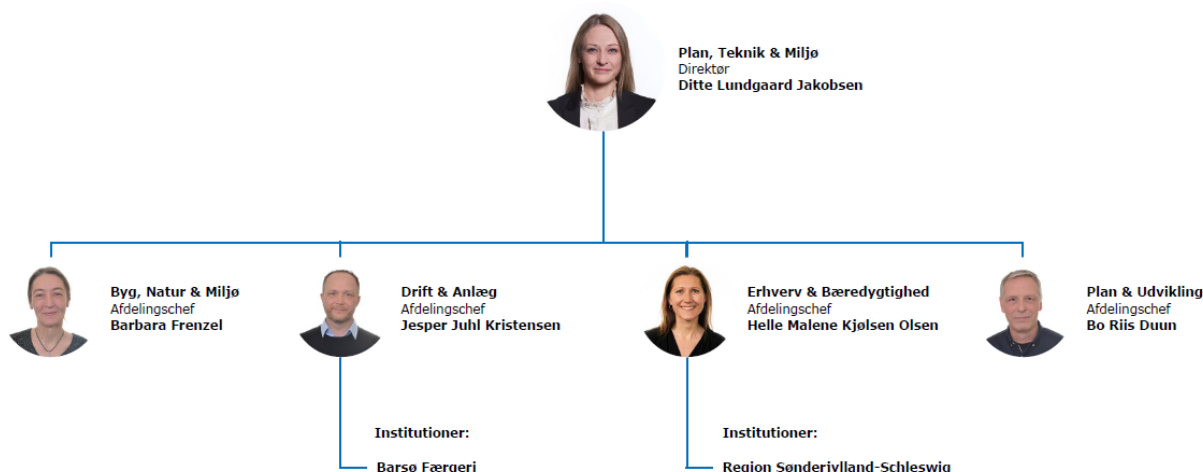 Plan, Teknik & Miljø
Direktør
Ditte Lundgaard Jakobsen
Byg, Natur & Miljø
Afdelingschef
Barbara Frenzel
Drift & Anlæg
Afdelingschef
Jesper Juhl Kristensen
Erhverv & Bæredygtighed
Afdelingschef
Helle Malene Kjølsen Olsen
Plan & Udvikling
Afdelingschef
Bo Riis Duun
Institutioner:
Barsø Færgeri
Institutioner:
Region Sønderjylland-Schleswig